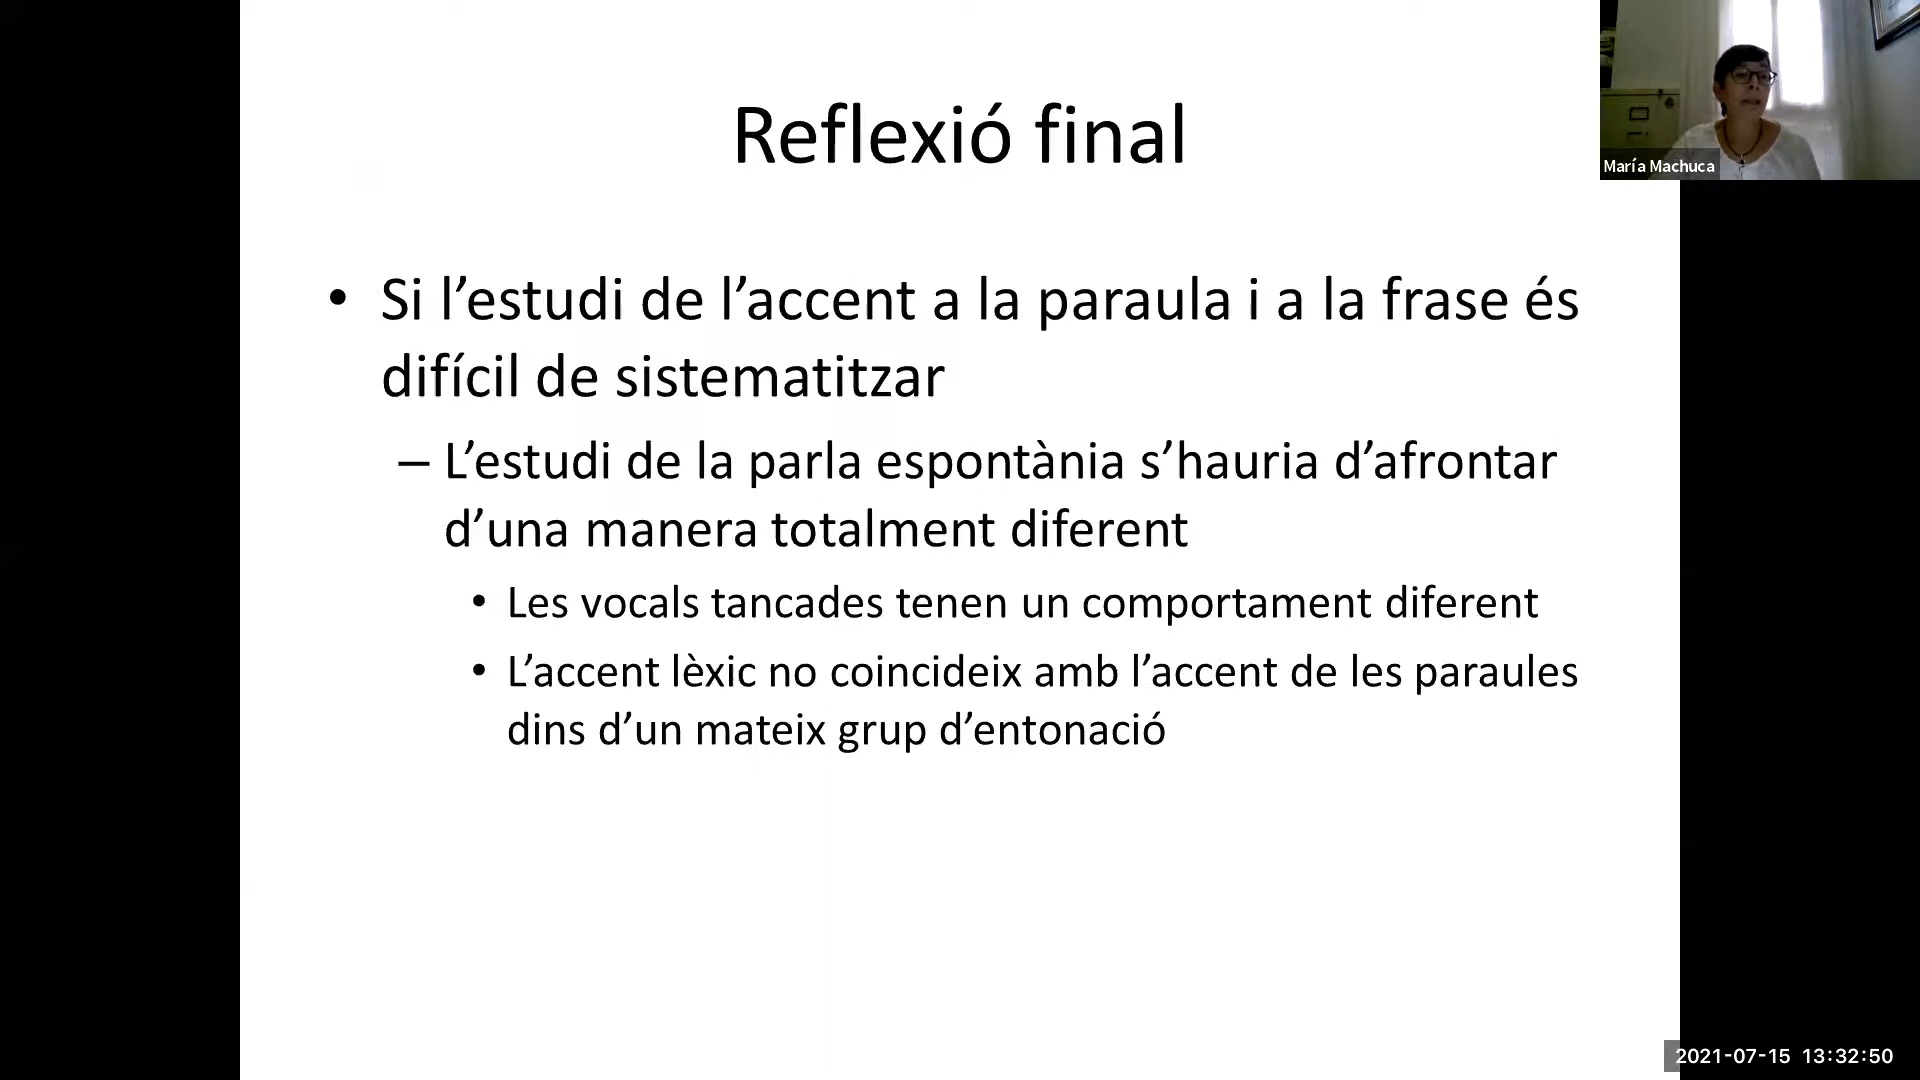 Reflexió final
María Machuca
• Si l’estudi de l’accent a la paraula i a la frase és
difícil de sistematitzar
– L’estudi de la parla espontània s’hauria d’afrontar
d’una manera totalment diferent
• Les vocals tancades tenen un comportament diferent
• L’accent lèxic no coincideix amb l’accent de les paraules
dins d’un mateix grup d’entonació
2021-07-15 13:32:50